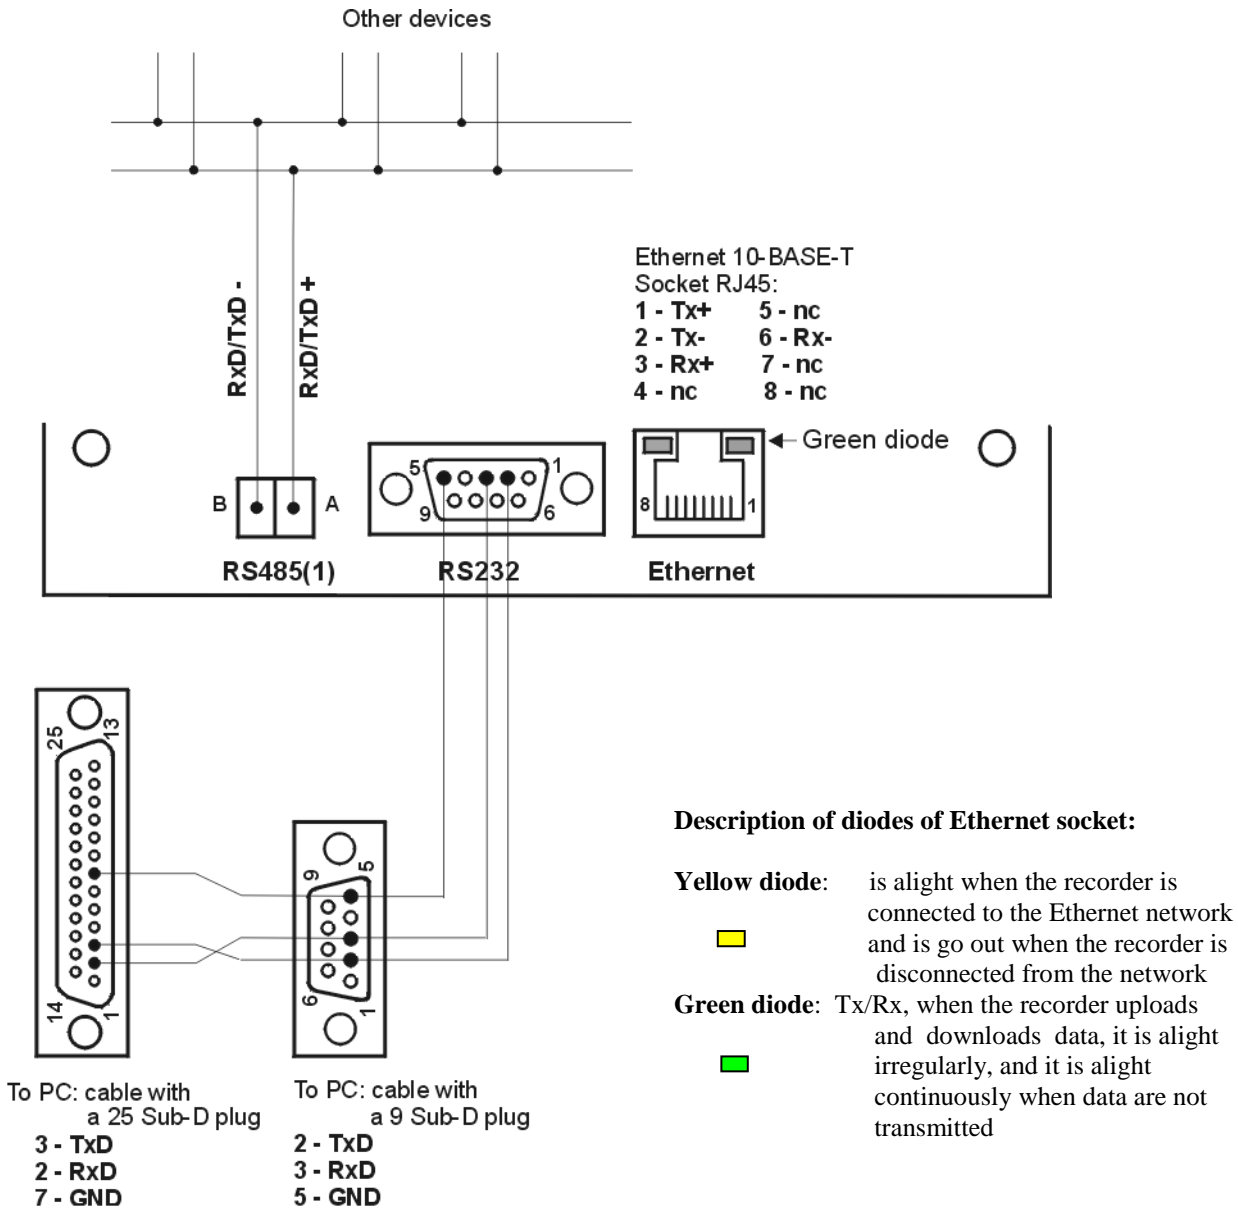 Other devices
RxD/TxD -
RxD/TxD +
Ethernet 10-BASE-T
Socket RJ45:
1 - Tx+ 5 - nc
2 - Tx- 6 - Rx-
3 - Rx+ 7 - nc
4 - nc 8 - nc
Green diode
B
A
5
1
9
6
8
1
RS485(1)
RS232
Ethernet
25
13
14
1
9
5
6
1
To PC: cable with
a 25 Sub-D plug
3 - TxD
2 - RxD
7 - GND
To PC: cable with
a 9 Sub-D plug
2 - TxD
3 - RxD
5 - GND
Description of diodes of Ethernet socket:
Yellow diode: is alight when the recorder is
connected to the Ethernet network
and is go out when the recorder is
disconnected from the network
Green diode: Tx/Rx, when the recorder uploads
and downloads data, it is alight
irregularly, and it is alight
continuously when data are not
transmitted